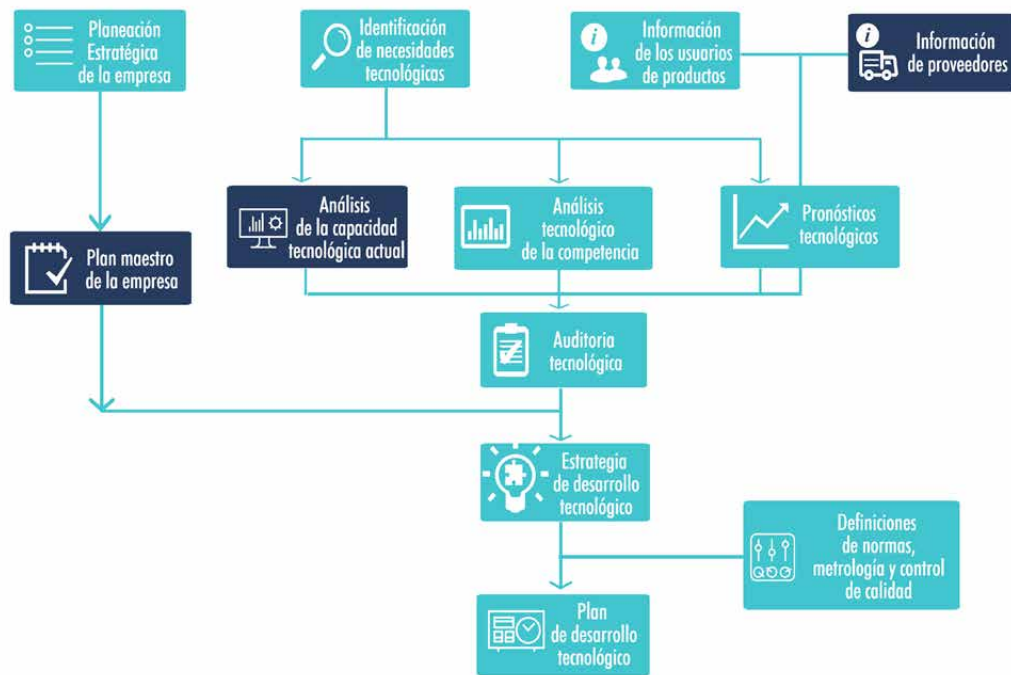 Planeación
Estratégica
de la empresa
Identificación
de necesidades
tecnológicas
Información
de los usuarios
de productos
Información
de proveedores
Análisis
de la capacidad
tecnológica actual
Análisis
tecnológico
de la competencia
Pronósticos
tecnológicos
Plan maestro
de la empresa
Auditoria
tecnológica
Estrategia
de desarrollo
tecnológico
Definiciones
de normas,
metrología y control
de calidad
Plan
de desarrollo
tecnológico